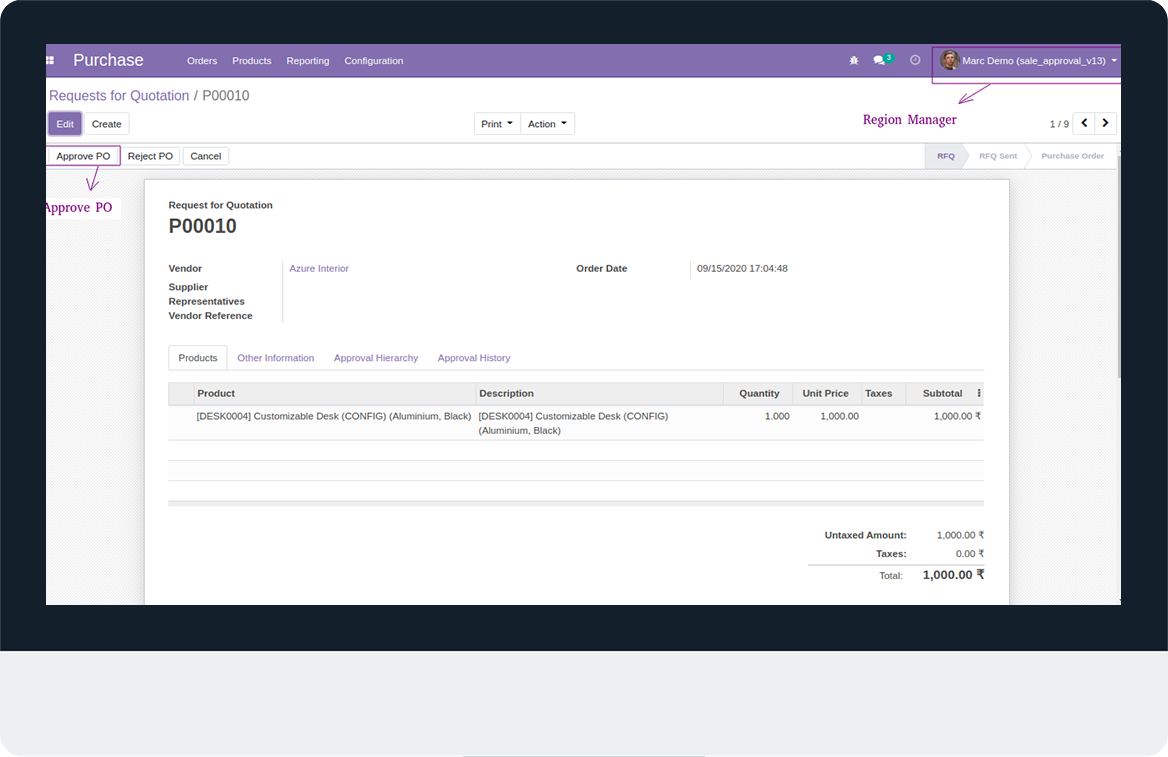 Purchase Orders Products Reporting Configuration 3 Marc Demo (sale_approval_v13)
Requests for Quotation / P00010
Region Manager
Edit Create Print Action 1 / 9
Approve PO Reject PO Cancel RFQ RFQ Sent Purchase Order
Approve PO
Request for Quotation
P00010
Vendor Azure Interior Order Date 09/15/2020 17:04:48
Supplier
Representatives
Vendor Reference
Products Other Information Approval Hierarchy Approval History
Product Description Quantity Unit Price Taxes Subtotal
[DESK0004] Customizable Desk (CONFIG) (Aluminium, Black) [DESK0004] Customizable Desk (CONFIG) 1.000 1,000.00 1,000.00 ₹
(Aluminium, Black)
Untaxed Amount: 1,000.00 ₹
Taxes: 0.00 ₹
Total: 1,000.00 ₹